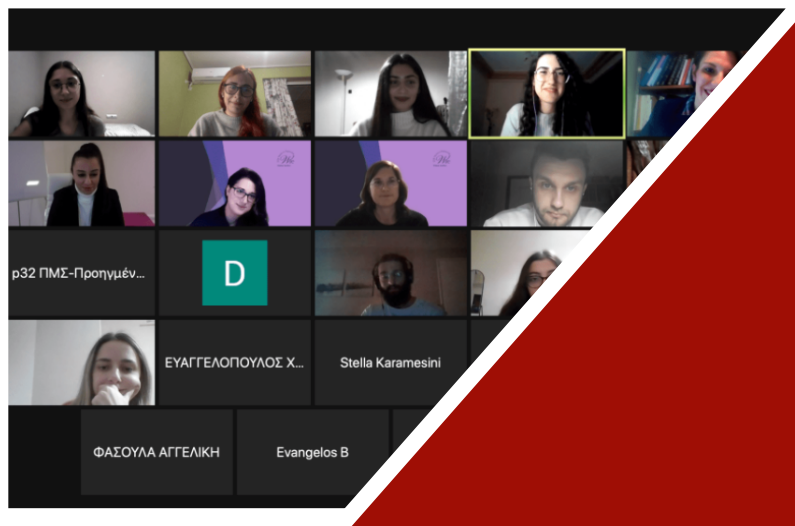 p32 ΠΜΣ-Προηγμέν...
D
ΕΥΑΓΓΕΛΟΠΟΥΛΟΣ Χ...
Stella Karamesini
ΦΑΣΟΥΛΑ ΑΓΓΕΛΙΚΗ
Evangelos B